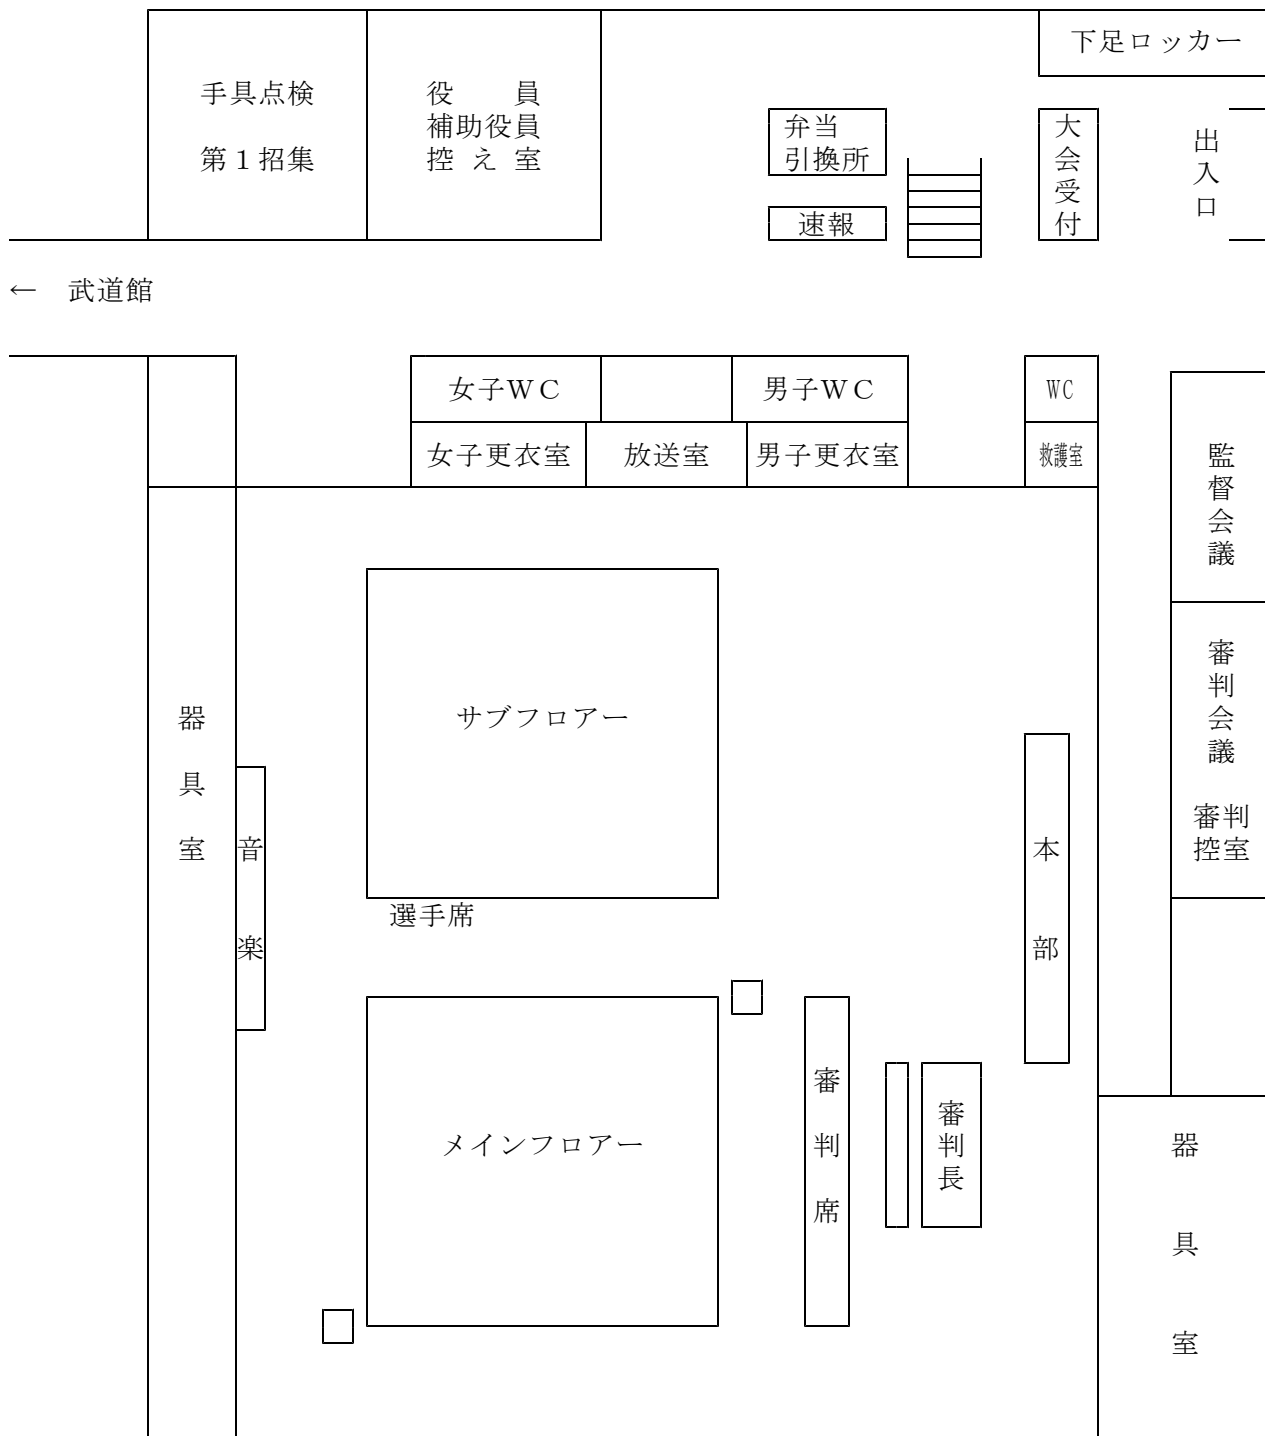 下足ロッカー
手具点検
第１招集
役　　員
補助役員
控 え 室
弁当
引換所
速報
大会受付
出入口
←　武道館
女子ＷＣ
男子ＷＣ
WC
女子更衣室
放送室
男子更衣室
救護室
監督会議
審判会議
審判
控室
サブフロアー
器具室
音楽
本部
選手席
メインフロアー
審判席
審判長
器具室